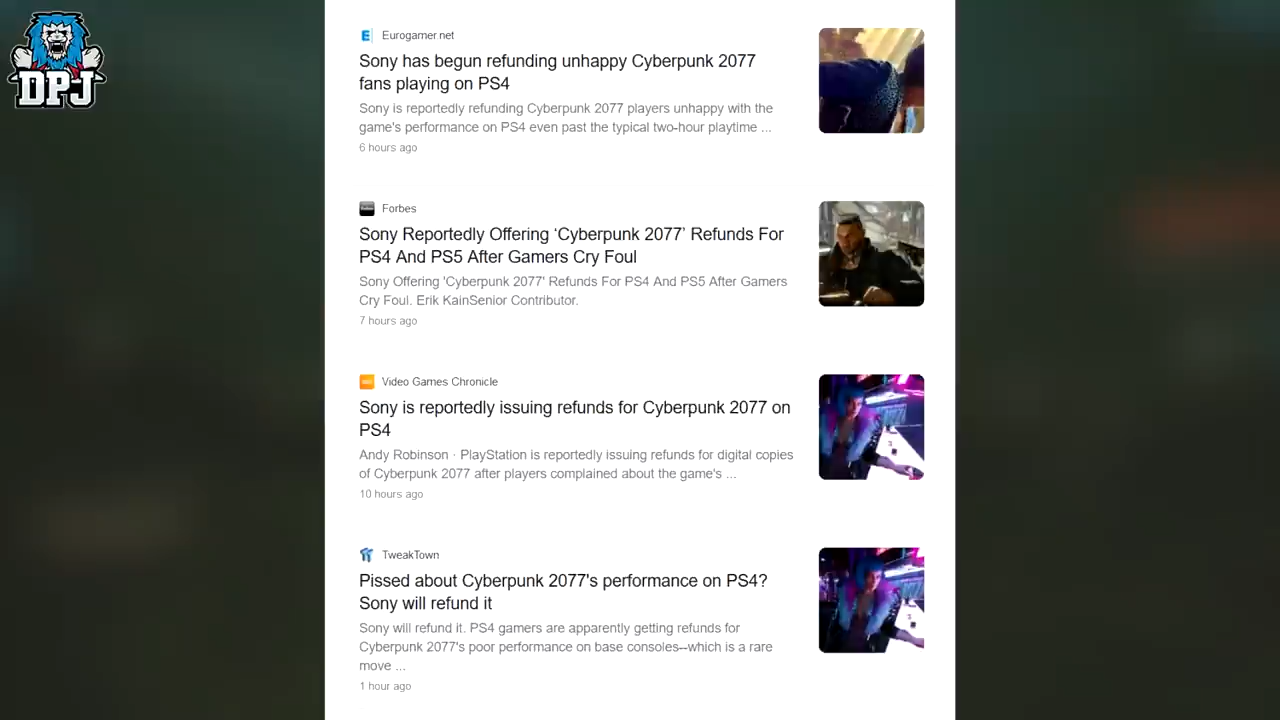 DPJ
Eurogamer.net
Sony has begun refunding unhappy Cyberpunk 2077
fans playing on PS4
Sony is reportedly refunding Cyberpunk 2077 players unhappy with the
game's performance on PS4 even past the typical two-hour playtime ...
6 hours ago
Forbes
Sony Reportedly Offering ‘Cyberpunk 2077’ Refunds For
PS4 And PS5 After Gamers Cry Foul
Sony Offering 'Cyberpunk 2077' Refunds For PS4 And PS5 After Gamers
Cry Foul. Erik KainSenior Contributor.
7 hours ago
Video Games Chronicle
Sony is reportedly issuing refunds for Cyberpunk 2077 on
PS4
Andy Robinson · PlayStation is reportedly issuing refunds for digital copies
of Cyberpunk 2077 after players complained about the game's ...
10 hours ago
TweakTown
Pissed about Cyberpunk 2077's performance on PS4?
Sony will refund it
Sony will refund it. PS4 gamers are apparently getting refunds for
Cyberpunk 2077's poor performance on base consoles--which is a rare
move ...
1 hour ago